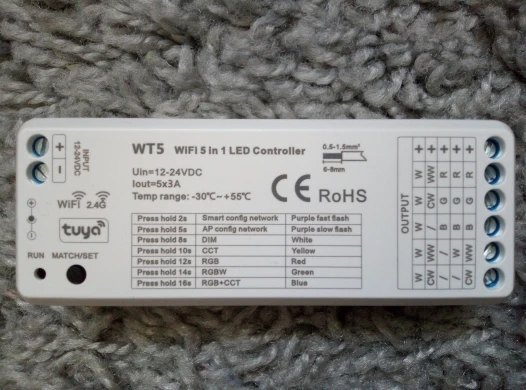 WT5 WiFi 5 in 1 LED Controller
0.5-1.5mm²
6-8mm
INPUT
12-24VDC
+
−
Uin=12-24VDC
Iout=5x3A
Temp range: -30℃~ +55℃
CE RoHS
WiFi 2.4G
tuya
RUN MATCH/SET
Press hold 2s Smart config network Purple fast flash
Press hold 5s AP config network Purple slow flash
Press hold 8s DIM White
Press hold 10s CCT Yellow
Press hold 12s RGB Red
Press hold 14s RGBW Green
Press hold 16s RGB+CCT Blue
OUTPUT